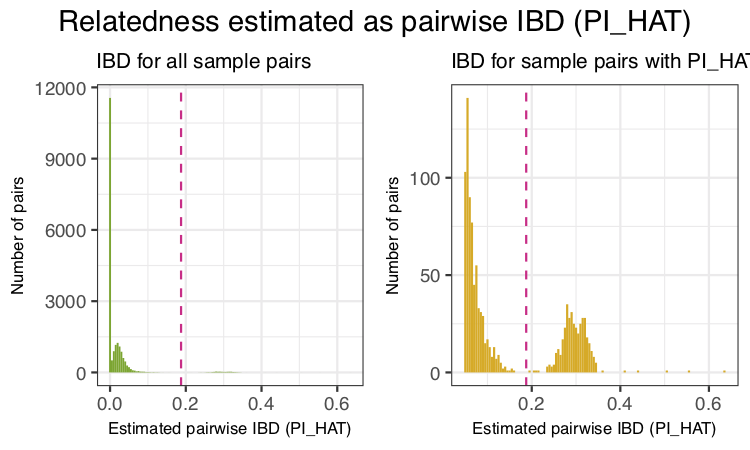 Relatedness estimated as pairwise IBD (PI_HAT)
IBD for all sample pairs
12000
9000
6000
3000
0
Number of pairs
0.0 0.2 0.4 0.6
Estimated pairwise IBD (PI_HAT)
IBD for sample pairs with PI_HAT
100
50
0
Number of pairs
0.2 0.4 0.6
Estimated pairwise IBD (PI_HAT)